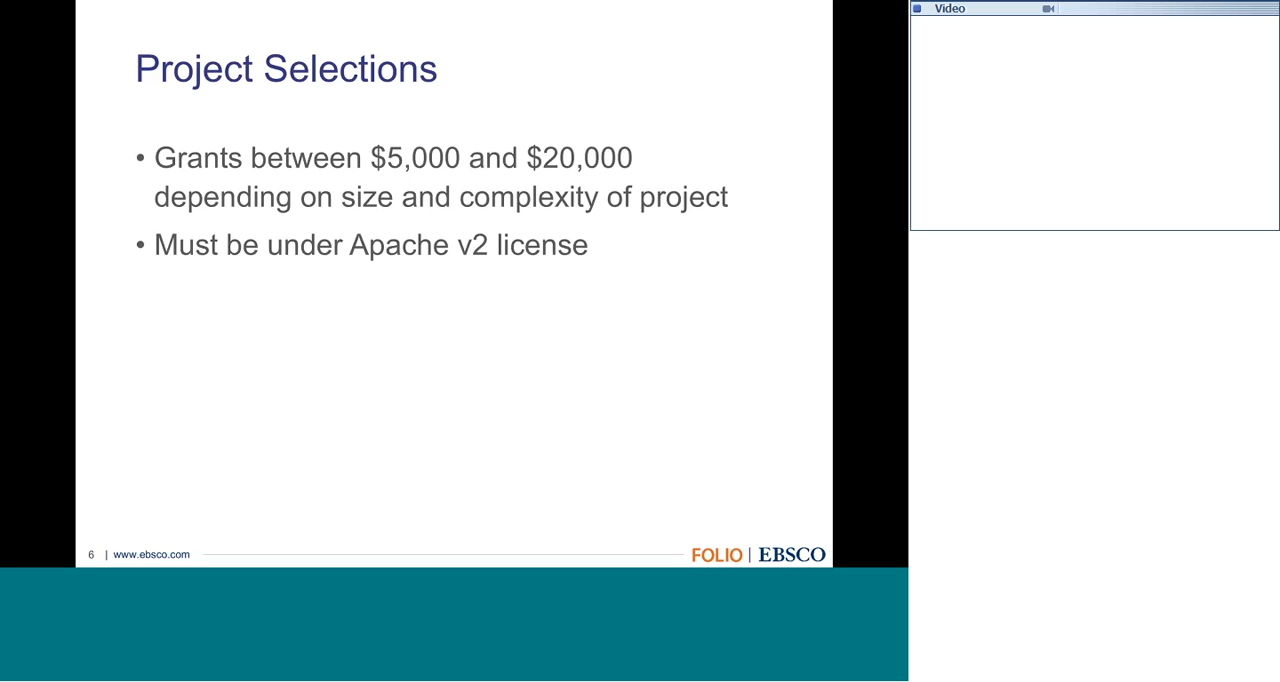 Video
Project Selections
• Grants between $5,000 and $20,000
depending on size and complexity of project
• Must be under Apache v2 license
6 | www.ebsco.com
FOLIO | EBSCO